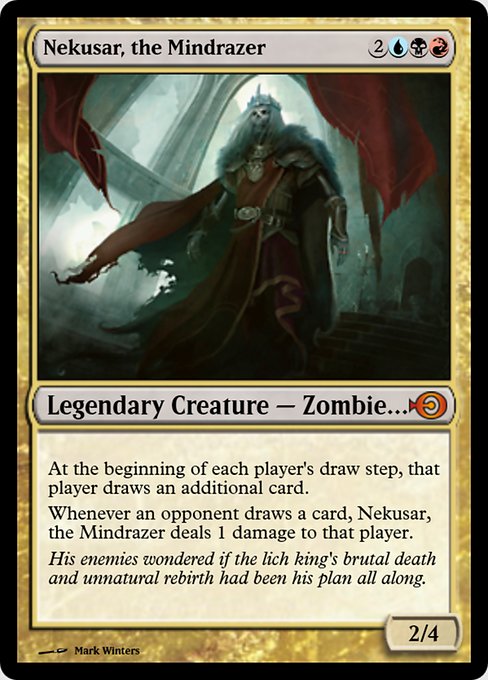 Nekusar, the Mindrazer 2
Legendary Creature — Zombie...
At the beginning of each player's draw step, that
player draws an additional card.
Whenever an opponent draws a card, Nekusar,
the Mindrazer deals 1 damage to that player.
His enemies wondered if the lich king's brutal death
and unnatural rebirth had been his plan all along.
2/4
Mark Winters